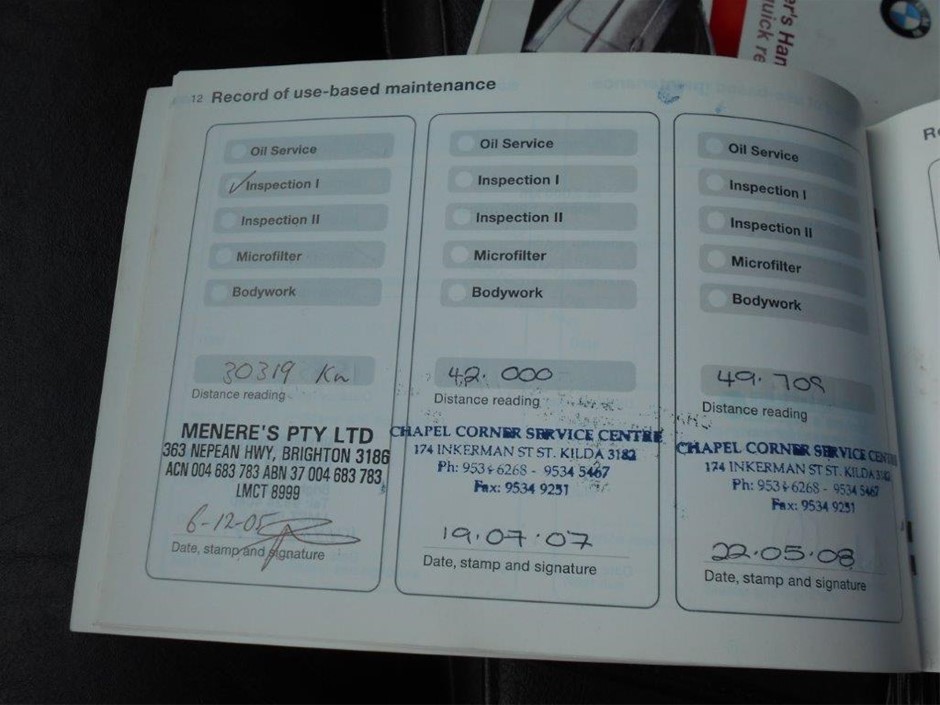 er's Han
quick re
BMW
12 Record of use-based maintenance
Oil Service
✓ Inspection I
Inspection II
Microfilter
Bodywork
30319 Km
Distance reading
MENERE'S PTY LTD
363 NEPEAN HWY, BRIGHTON 3186
ACN 004 683 783 ABN 37 004 683 783
LMCT 8999
6-12-05
Date, stamp and signature
Oil Service
Inspection I
Inspection II
Microfilter
Bodywork
42.000
Distance reading
CHAPEL CORNER SERVICE CENTRE
174 INKERMAN ST ST. KILDA 3182
Ph: 9534 6268 - 9534 5467
Fax: 9534 9251
19.07.07
Date, stamp and signature
Oil Service
Inspection I
Inspection II
Microfilter
Bodywork
49.709
Distance reading
CHAPEL CORNER SERVICE CENTRE
174 INKERMAN ST ST. KILDA 3182
Ph: 9534 6268 - 9534 5467
Fax: 9534 9251
22.05.08
Date, stamp and signature